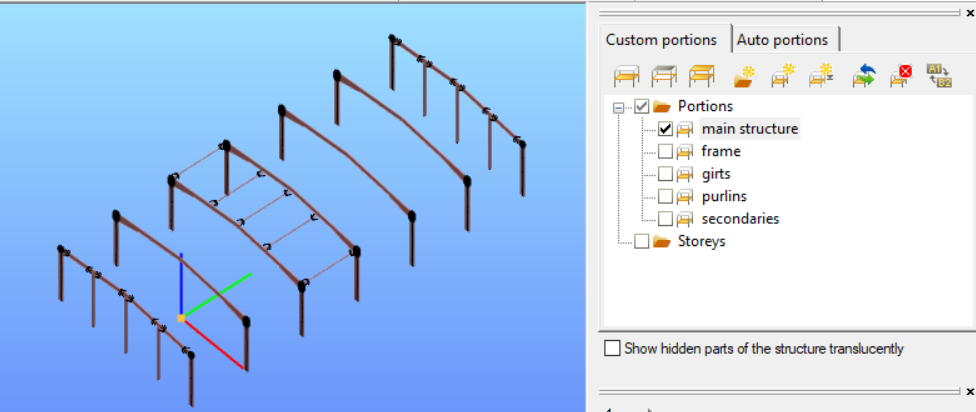 Custom portions
Auto portions
Portions
main structure
frame
girts
purlins
secondaries
Storeys
Show hidden parts of the structure translucently